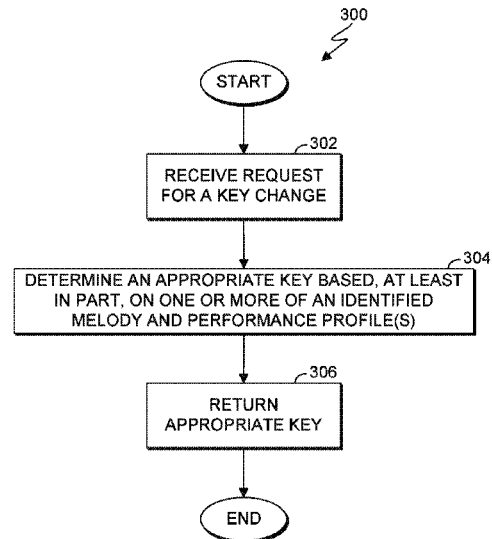 300
START
302
RECEIVE REQUEST
FOR A KEY CHANGE
304
DETERMINE AN APPROPRIATE KEY BASED, AT LEAST
IN PART, ON ONE OR MORE OF AN IDENTIFIED
MELODY AND PERFORMANCE PROFILE(S)
306
RETURN
APPROPRIATE KEY
END